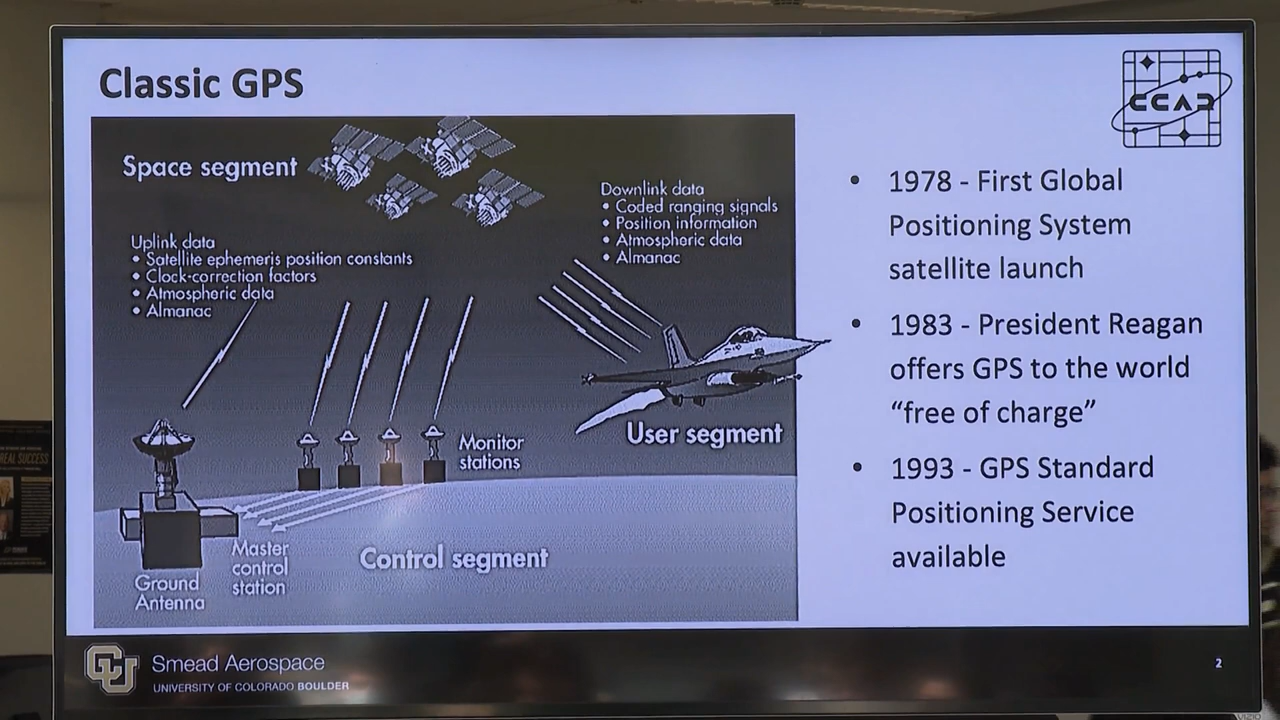 Classic GPS
CCAR
Space segment
Uplink data
• Satellite ephemeris position constants
• Clock-correction factors
• Atmospheric data
• Almanac
Downlink data
• Coded ranging signals
• Position information
• Atmospheric data
• Almanac
User segment
Monitor
stations
Master
control
station
Control segment
Ground
Antenna
• 1978 - First Global
Positioning System
satellite launch
• 1983 - President Reagan
offers GPS to the world
“free of charge”
• 1993 - GPS Standard
Positioning Service
available
CU
Smead Aerospace
UNIVERSITY OF COLORADO BOULDER
2
VIZIO
SUCCESS